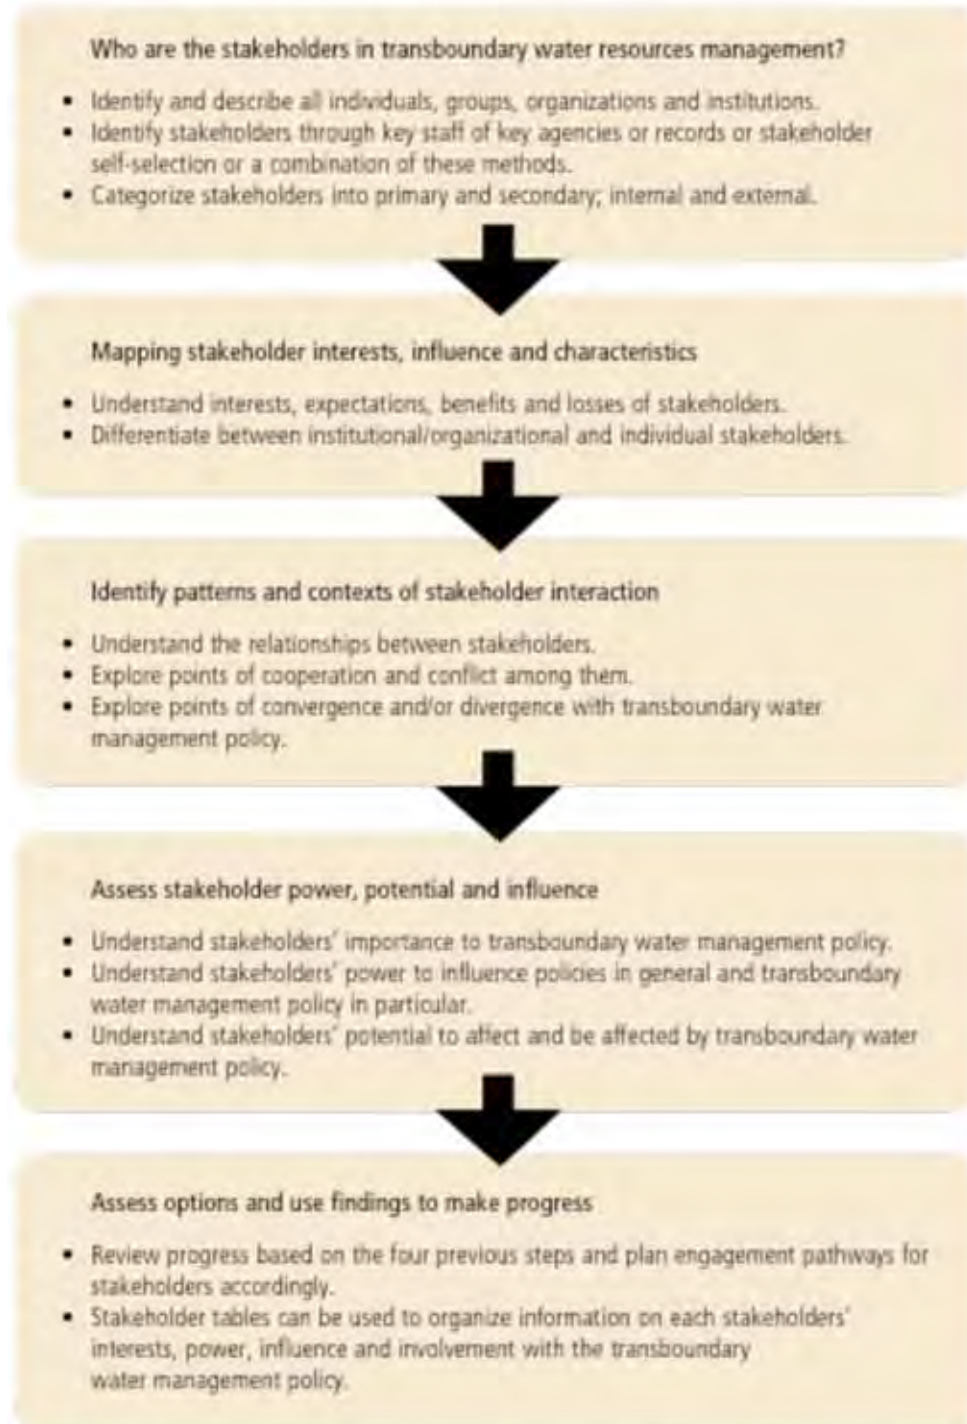 Who are the stakeholders in transboundary water resources management?
• Identify and describe all individuals, groups, organizations and institutions.
• Identify stakeholders through key staff of key agencies or records or stakeholder
self-selection or a combination of these methods.
• Categorize stakeholders into primary and secondary; internal and external.
Mapping stakeholder interests, influence and characteristics
• Understand interests, expectations, benefits and losses of stakeholders.
• Differentiate between institutional/organizational and individual stakeholders.
Identify patterns and contexts of stakeholder interaction
• Understand the relationships between stakeholders.
• Explore points of cooperation and conflict among them.
• Explore points of convergence and/or divergence with transboundary water
management policy.
Assess stakeholder power, potential and influence
• Understand stakeholders' importance to transboundary water management policy.
• Understand stakeholders' power to influence policies in general and transboundary
water management policy in particular.
• Understand stakeholders' potential to affect and be affected by transboundary water
management policy.
Assess options and use findings to make progress
• Review progress based on the four previous steps and plan engagement pathways for
stakeholders accordingly.
• Stakeholder tables can be used to organize information on each stakeholders'
interests, power, influence and involvement with the transboundary
water management policy.